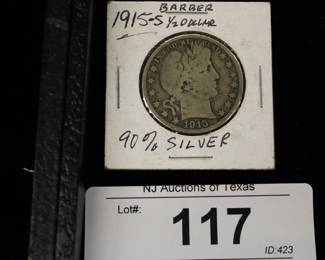 BARBER
1915-S ½ DOLLAR
1915
90% SILVER
NJ Auctions of Texas
Lot#:
117
ID:423